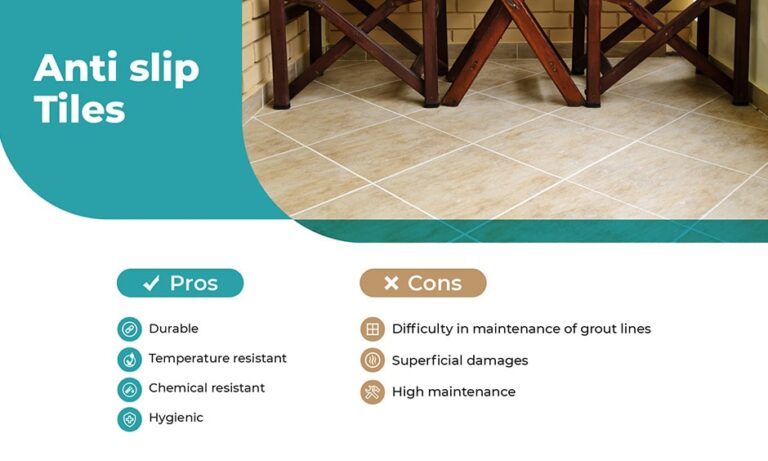 Anti slip
Tiles
Pros
Durable
Temperature resistant
Chemical resistant
Hygienic
Cons
Difficulty in maintenance of grout lines
Superficial damages
High maintenance